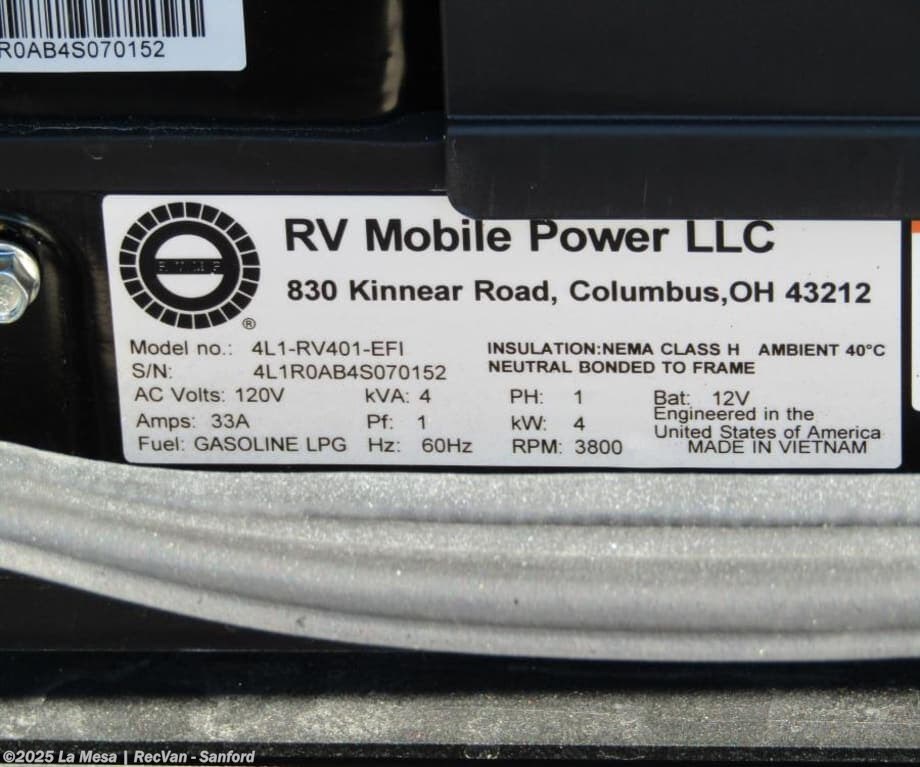 R0AB4S070152
RV Mobile Power LLC
830 Kinnear Road, Columbus,OH 43212
®
Model no.: 4L1-RV401-EFI
S/N: 4L1R0AB4S070152
INSULATION:NEMA CLASS H AMBIENT 40°C
NEUTRAL BONDED TO FRAME
AC Volts: 120V kVA: 4 PH: 1 Bat: 12V
Amps: 33A Pf: 1 kW: 4
Fuel: GASOLINE LPG Hz: 60Hz RPM: 3800
Engineered in the
United States of America
MADE IN VIETNAM
©2025 La Mesa | RecVan - Sanford